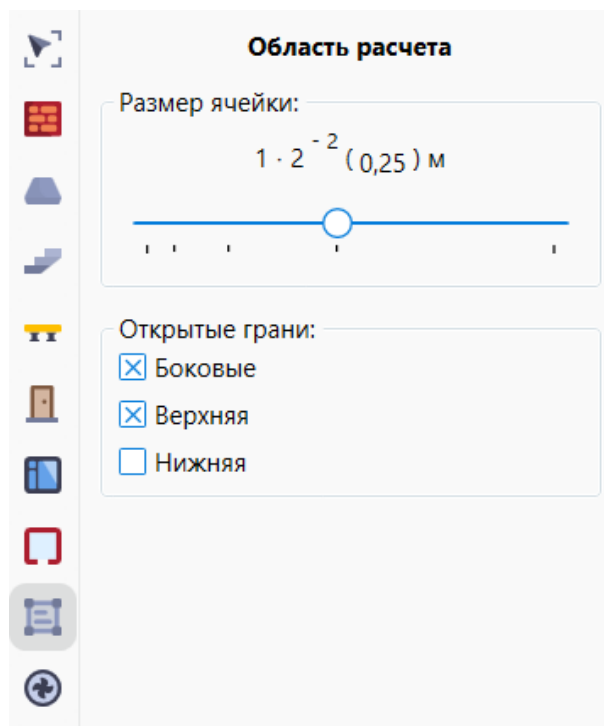 Область расчета
Размер ячейки:
1 · 2 ^-2 ( 0,25 ) м
Открытые грани:
Боковые
Верхняя
Нижняя